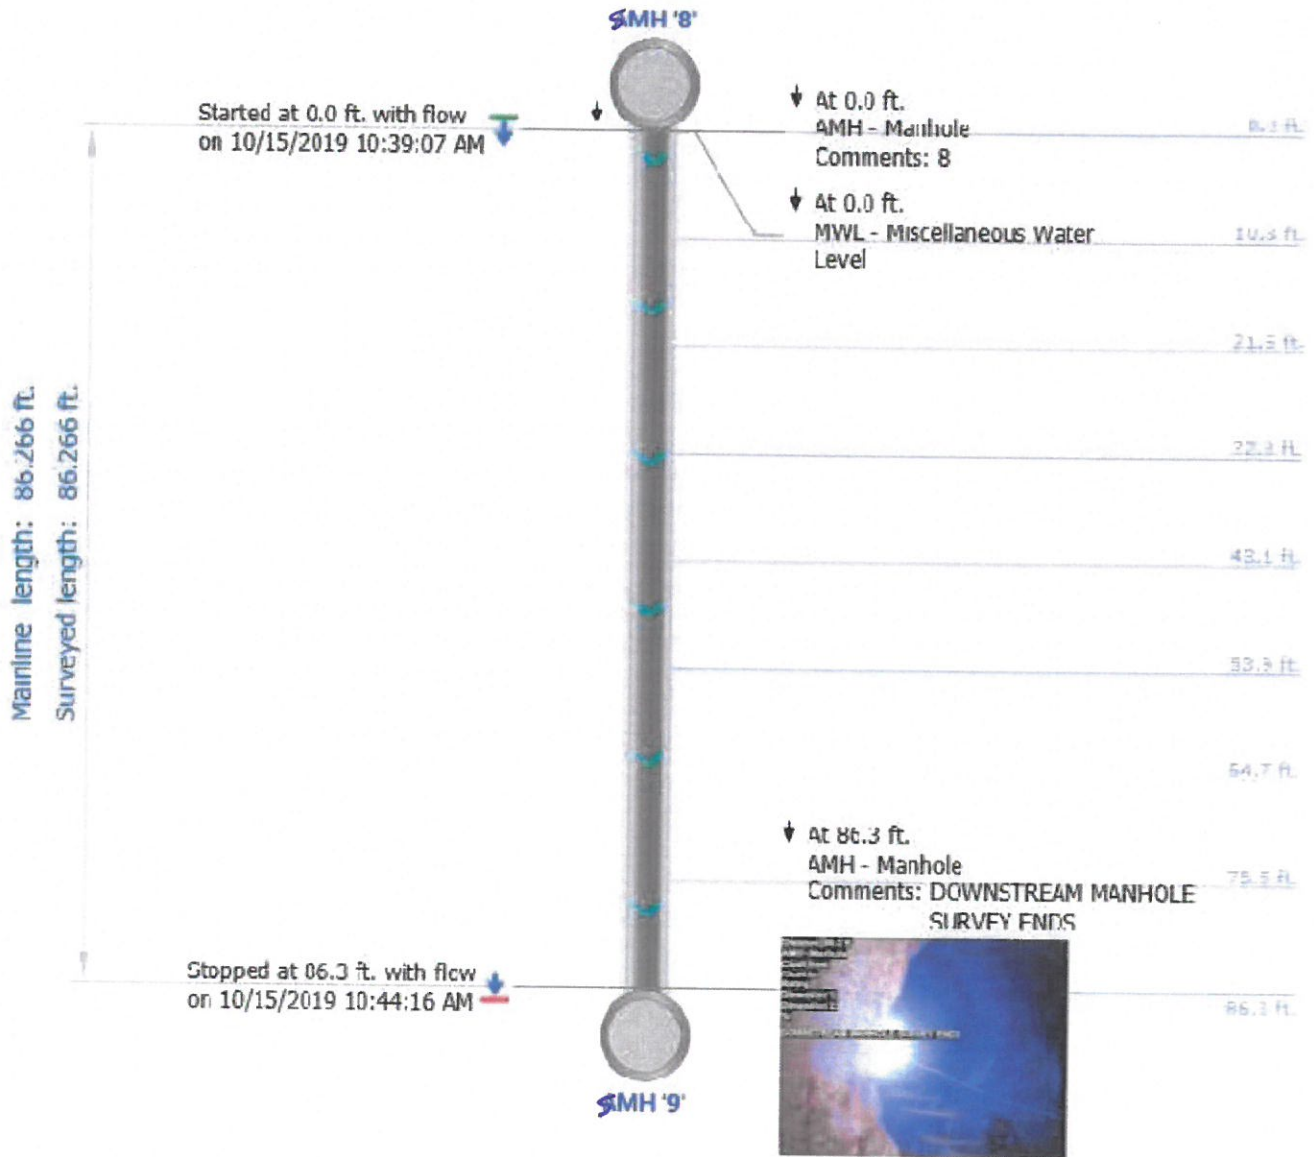 SMH '8'
Started at 0.0 ft. with flow
on 10/15/2019 10:39:07 AM
At 0.0 ft.
AMH - Manhole
Comments: 8
At 0.0 ft.
MWL - Miscellaneous Water
Level
10.3 ft.
21.5 ft.
43.1 ft.
53.9 ft.
Mainline length: 86.266 ft.
Surveyed length: 86.266 ft.
At 86.3 ft.
AMH - Manhole
75.5 ft.
Comments: DOWNSTREAM MANHOLE
SURVEY ENDS
Stopped at 86.3 ft. with flow
on 10/15/2019 10:44:16 AM
86.3 ft.
SMH '9'